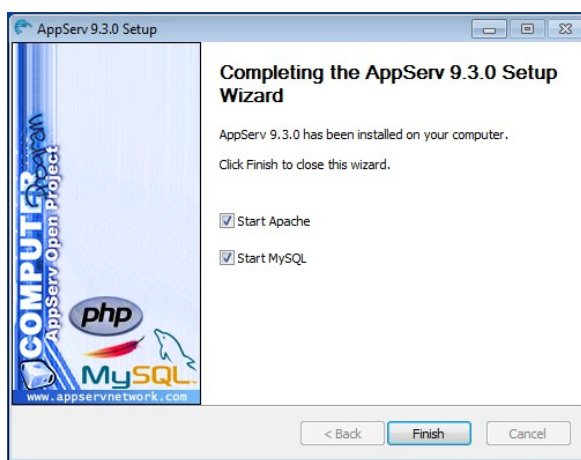 AppServ 9.3.0 Setup
Completing the AppServ 9.3.0 Setup
Wizard
AppServ 9.3.0 has been installed on your computer.
Click Finish to close this wizard.
Start Apache
Start MySQL
COMPUTER
Program
AppServ Open Project
php
MySQL
www.appservnetwork.com
< Back
Finish
Cancel